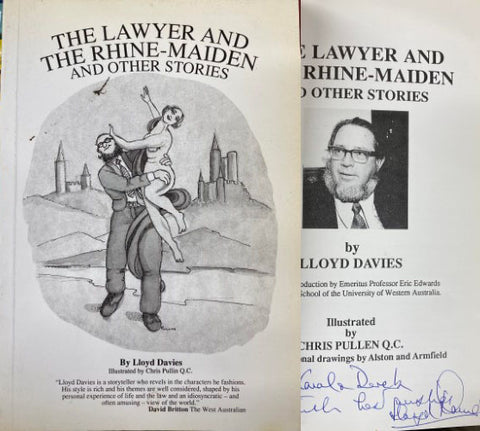 THE LAWYER AND
THE RHINE-MAIDEN
AND OTHER STORIES
By Lloyd Davies
Illustrated by Chris Pullin Q.C.
"Lloyd Davies is a storyteller who revels in the characters he fashions.
His style is rich and his themes are well considered, shaped by his
personal experience of life and the law and an idiosyncratic – and
often amusing – view of the world."
David Britton The West Australian
E LAWYER AND
RHINE-MAIDEN
D OTHER STORIES
by
LLOYD DAVIES
oduction by Emeritus Professor Eric Edwards
School of the University of Western Australia.
Illustrated
by
CHRIS PULLEN Q.C.
onal drawings by Alston and Armfield